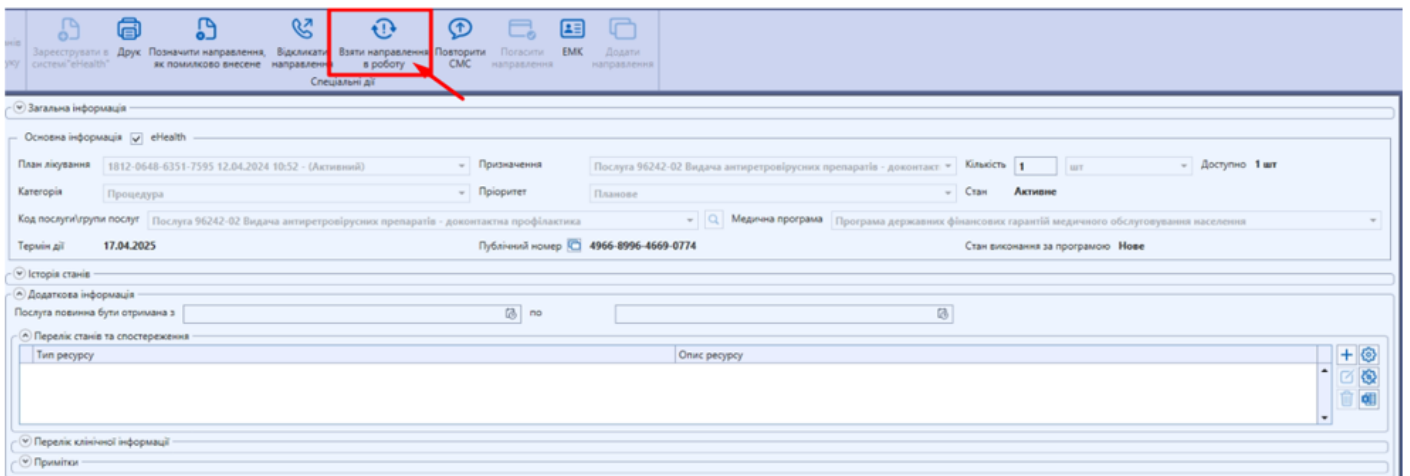 Зареєструвати в системі"eHealth"
Друк
Позначити направлення, як помилково внесене
Відкликати направлення
Взяти направлення в роботу
Повторити СМС
Погасити направлення
ЕМК
Додати направлення
Спеціальні дії
Загальна інформація
Основна інформація eHealth
План лікування 1812-0648-6351-7595 12.04.2024 10:52 - (Активний) Призначення Послуга 96242-02 Видача антиретровірусних препаратів - доконтакт Кількість 1 шт Доступно 1 шт
Категорія Процедура Пріоритет Планове Стан Активне
Код послуги\групи послуг Послуга 96242-02 Видача антиретровірусних препаратів - доконтактна профілактика Медична програма Програма державних фінансових гарантій медичного обслуговування населення
Термін дії 17.04.2025 Публічний номер 4966-8996-4669-0774 Стан виконання за програмою Нове
Історія станів
Додаткова інформація
Послуга повинна бути отримана з по
Перелік станів та спостереження
Тип ресурсу Опис ресурсу
Перелік клінічної інформації
Примітки